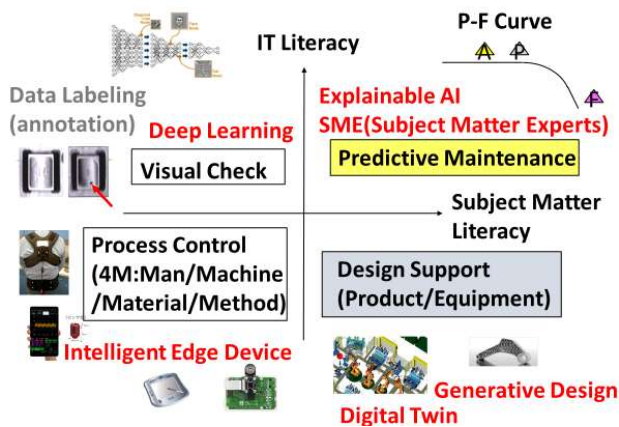 IT Literacy
P-F Curve
A
P
F
Data Labeling
(annotation)
Deep Learning
Visual Check
Explainable AI
SME(Subject Matter Experts)
Predictive Maintenance
Subject Matter
Literacy
Process Control
(4M:Man/Machine
/Material/Method)
Intelligent Edge Device
Design Support
(Product/Equipment)
Generative Design
Digital Twin